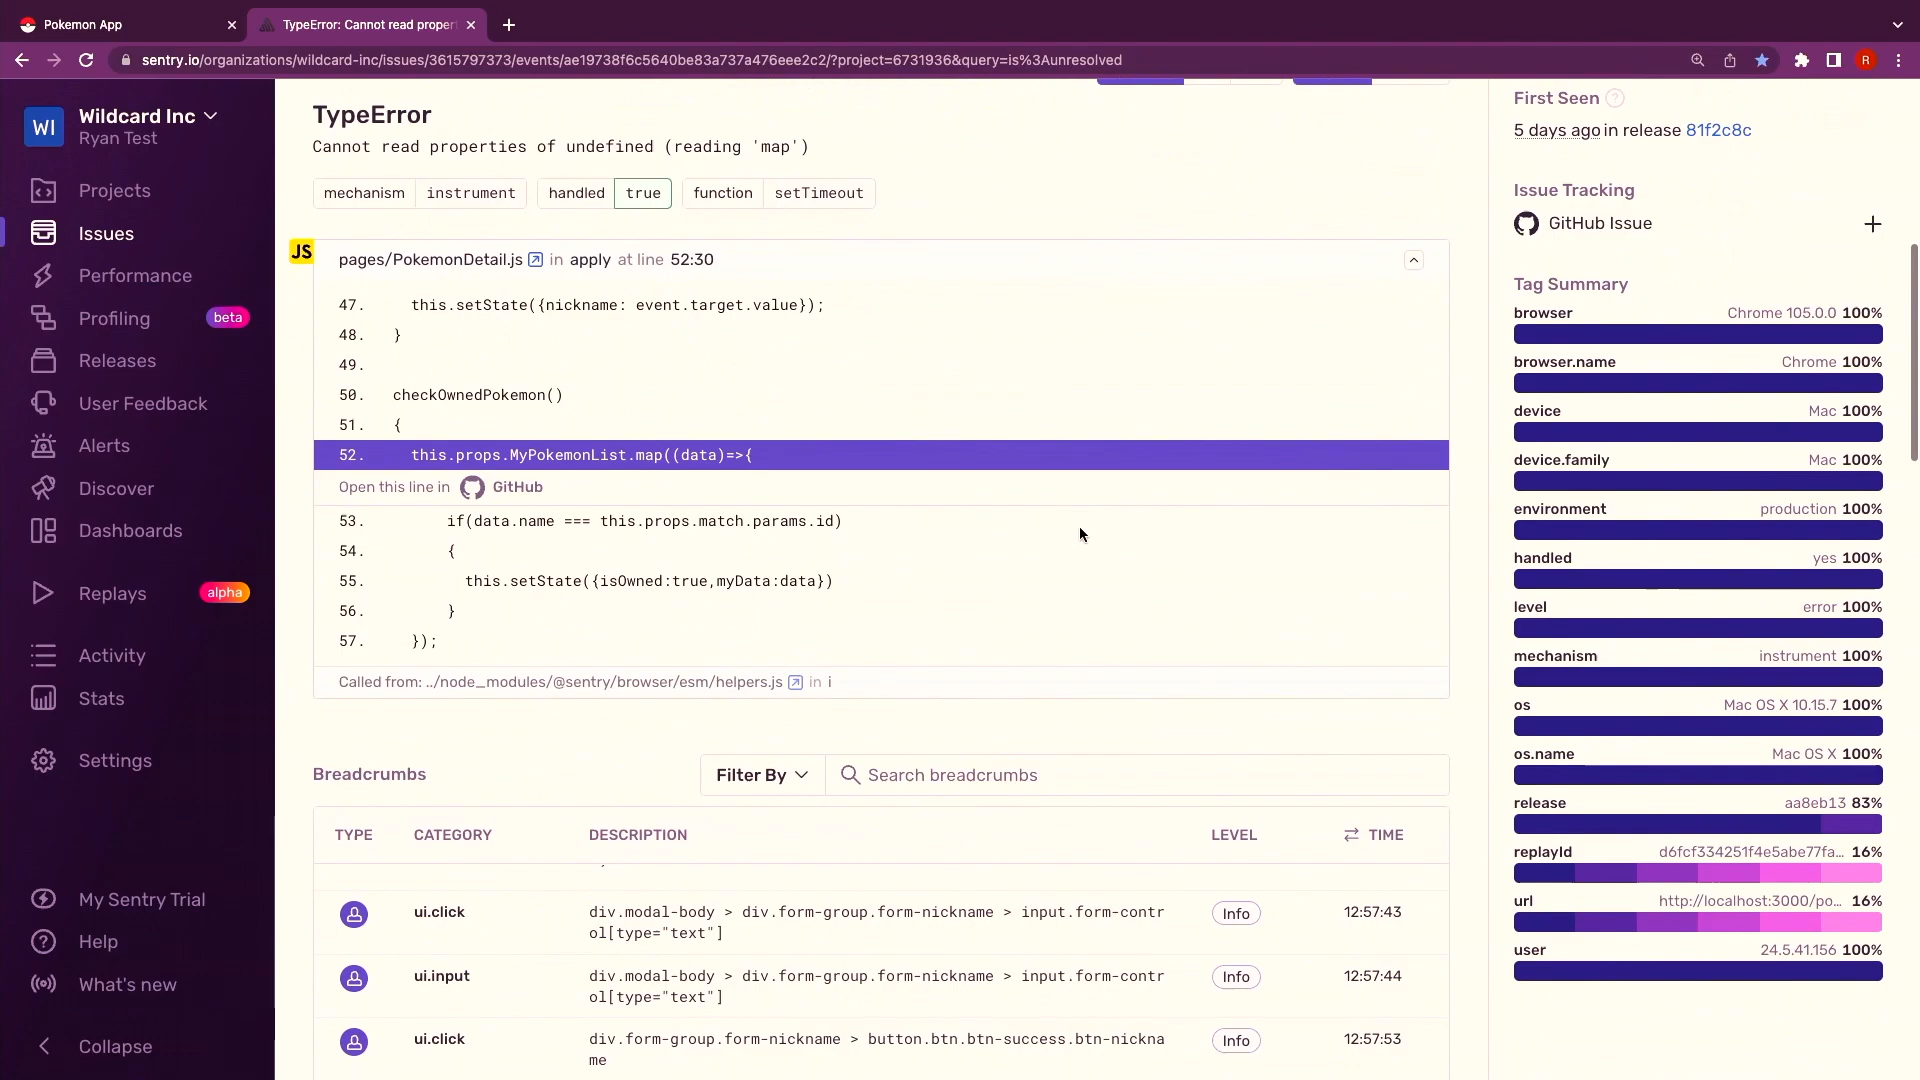 Pokemon App
TypeError: Cannot read proper
sentry.io/organizations/wildcard-inc/issues/3615797373/events/ae19738f6c5640be83a737a476eee2c2/?project=6731936&query=is%3Aunresolved
R
WI
Wildcard Inc
Ryan Test
Projects
Issues
Performance
Profiling
beta
Releases
User Feedback
Alerts
Discover
Dashboards
Replays
alpha
Activity
Stats
Settings
My Sentry Trial
Help
What's new
Collapse
TypeError
Cannot read properties of undefined (reading 'map')
mechanism instrument handled true function setTimeout
JS
pages/PokemonDetail.js in apply at line 52:30
47. this.setState({nickname: event.target.value});
48. }
49.
50. checkOwnedPokemon()
51. {
52. this.props.MyPokemonList.map((data)=>{
Open this line in GitHub
53. if(data.name === this.props.match.params.id)
54. {
55. this.setState({isOwned:true,myData:data})
56. }
57. });
Called from: ../node_modules/@sentry/browser/esm/helpers.js in i
Breadcrumbs
Filter By
Search breadcrumbs
TYPE CATEGORY DESCRIPTION LEVEL TIME
ui.click div.modal-body > div.form-group.form-nickname > input.form-contr Info 12:57:43
ol[type="text"]
ui.input div.modal-body > div.form-group.form-nickname > input.form-contr Info 12:57:44
ol[type="text"]
ui.click div.form-group.form-nickname > button.btn.btn-success.btn-nickna Info 12:57:53
me
First Seen ?
5 days ago in release 81f2c8c
Issue Tracking
GitHub Issue
Tag Summary
browser Chrome 105.0.0 100%
browser.name Chrome 100%
device Mac 100%
device.family Mac 100%
environment production 100%
handled yes 100%
level error 100%
mechanism instrument 100%
os Mac OS X 10.15.7 100%
os.name Mac OS X 100%
release aa8eb13 83%
replayId d6fcf334251f4e5abe77fa... 16%
url http://localhost:3000/po... 16%
user 24.5.41.156 100%